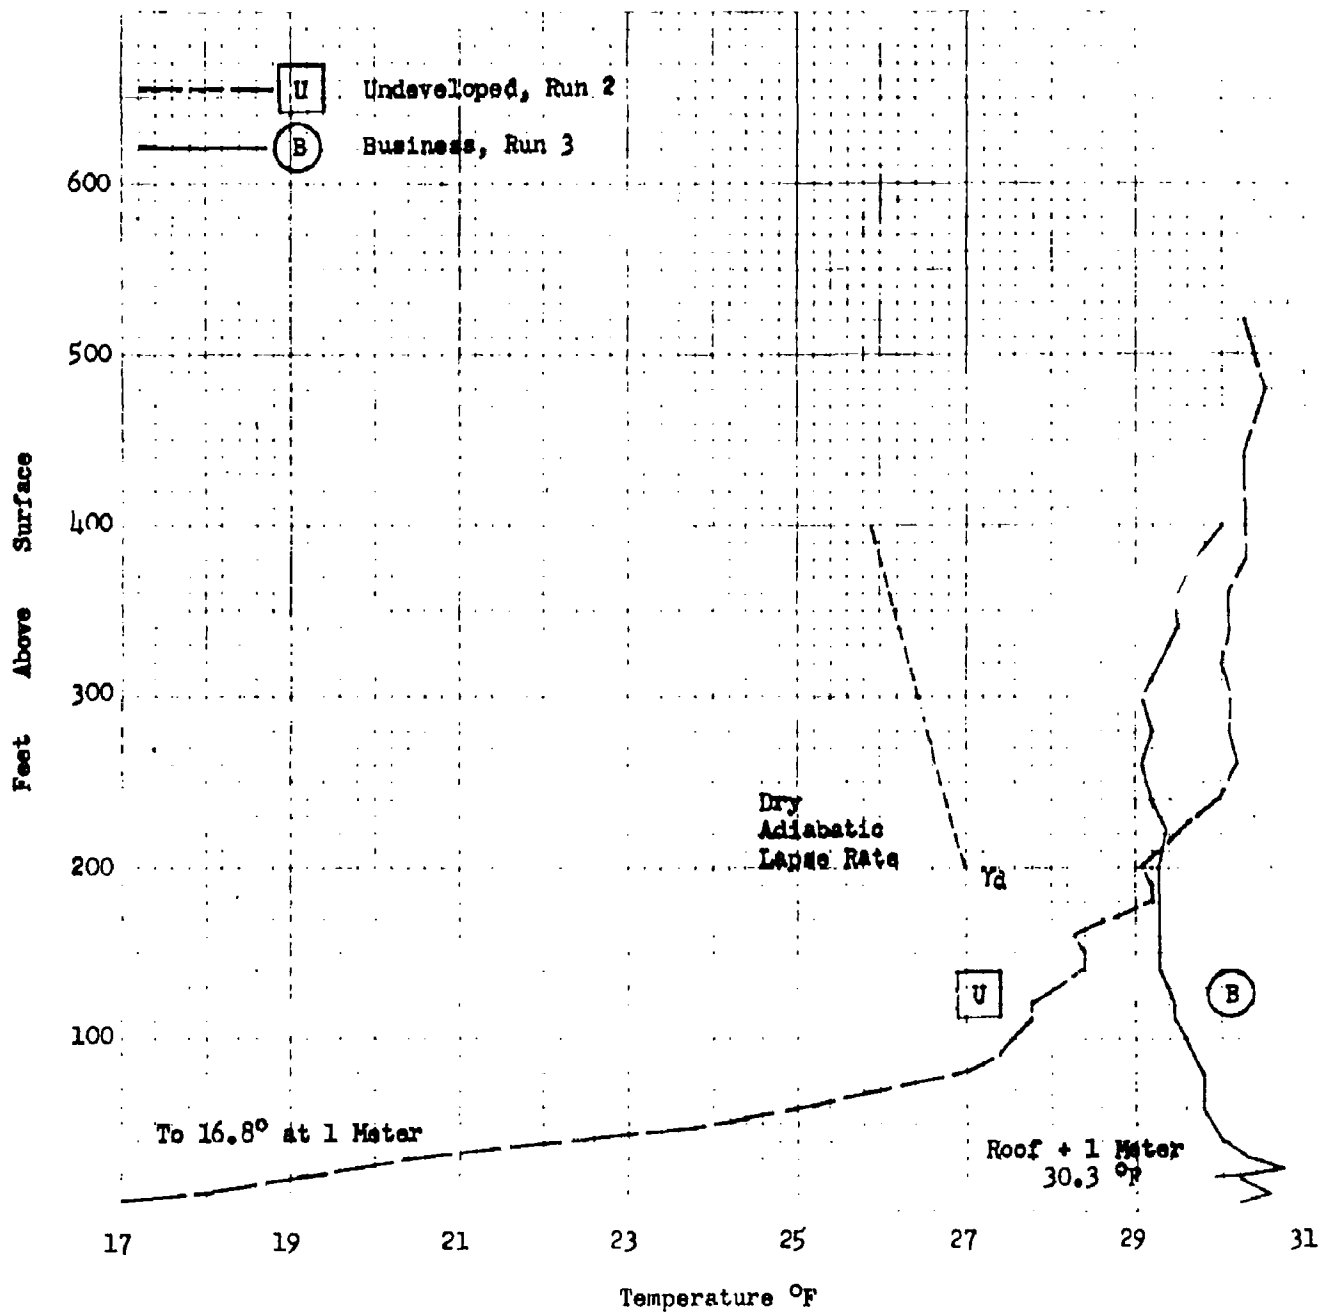 U Undeveloped, Run 2
B Business, Run 3
600
500
400
300
200
100
Feet Above Surface
Dry
Adiabatic
Lapse Rate
γd
U
B
To 16.8° at 1 Meter
Roof + 1 Meter
30.3 °F
17 19 21 23 25 27 29 31
Temperature °F